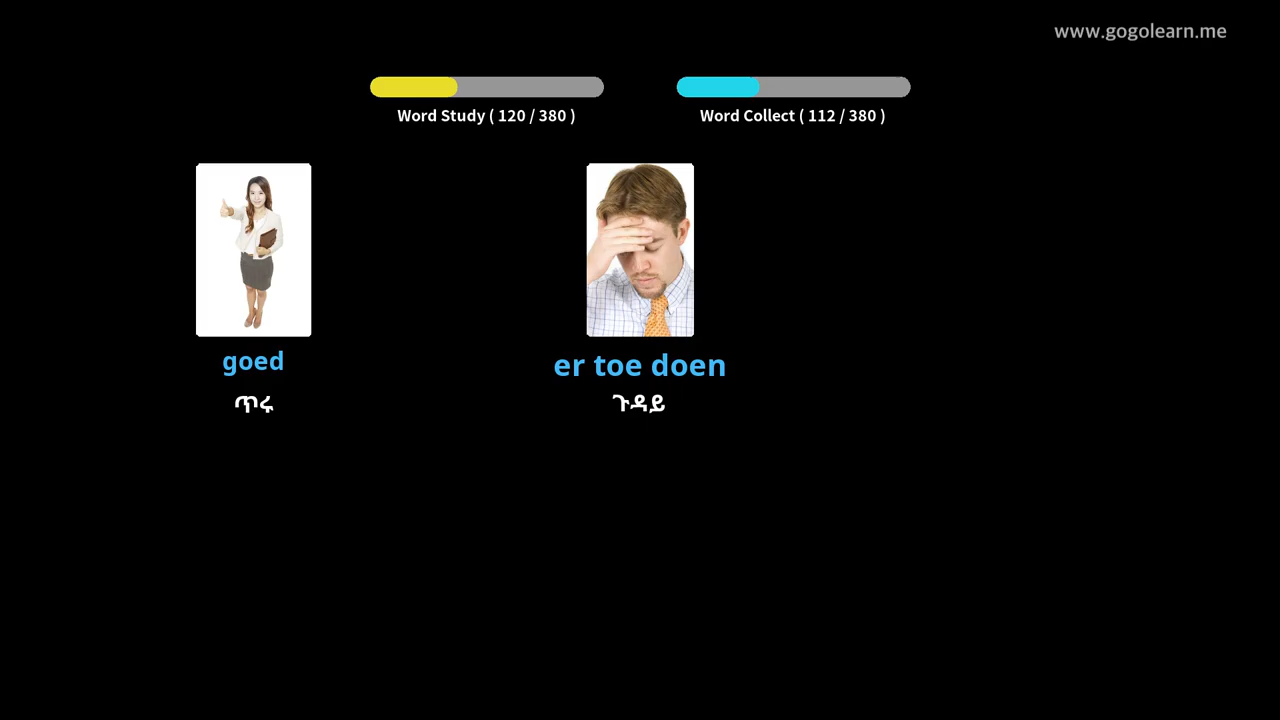 www.gogolearn.me
Word Study ( 120 / 380 )
Word Collect ( 112 / 380 )
goed
ጥሩ
er toe doen
ጉዳይ